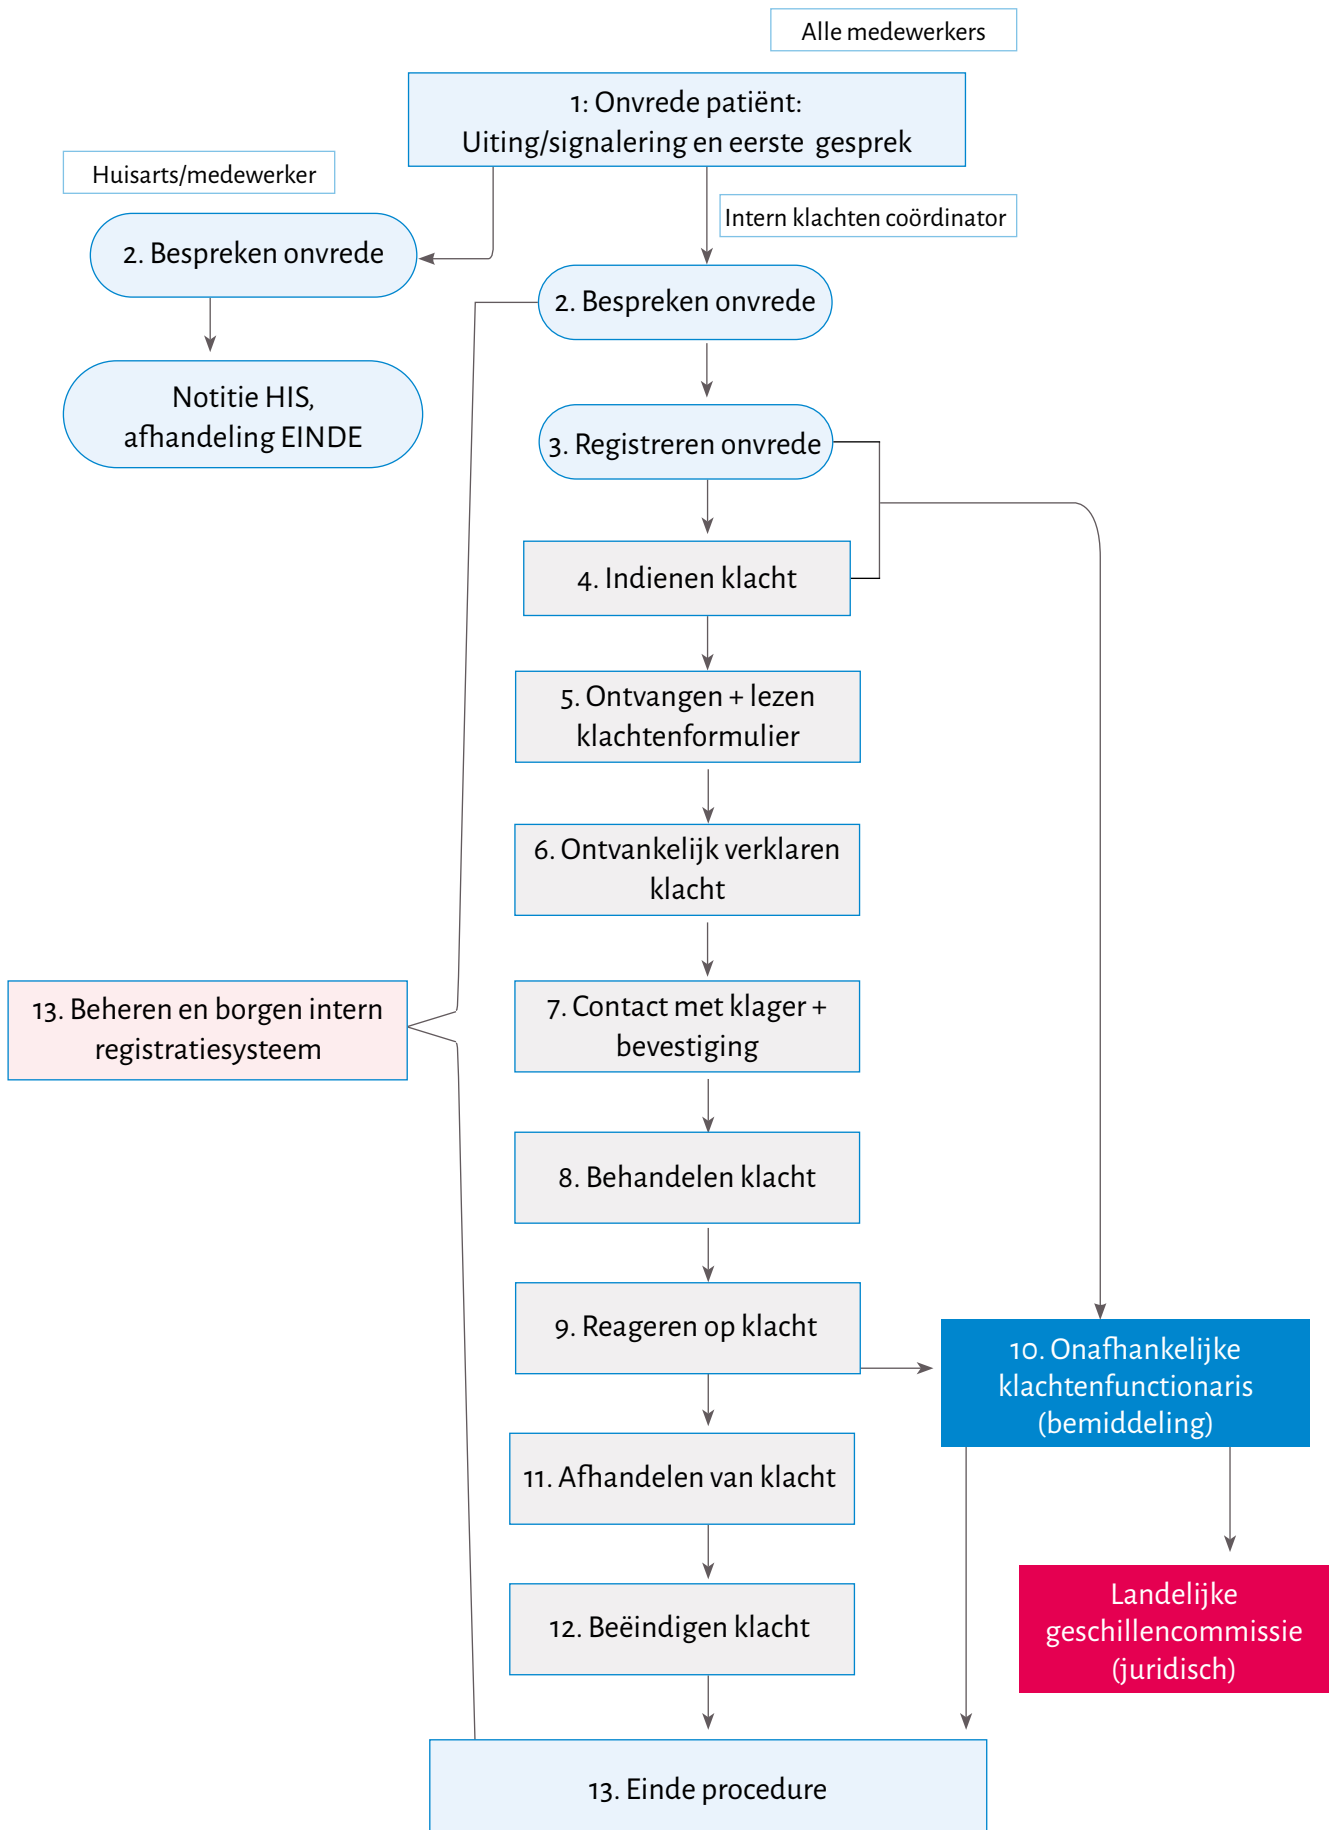 Alle medewerkers
1: Onvrede patiënt:
Uiting/signalering en eerste gesprek
Huisarts/medewerker
Intern klachten coördinator
2. Bespreken onvrede
2. Bespreken onvrede
Notitie HIS,
afhandeling EINDE
3. Registreren onvrede
4. Indienen klacht
5. Ontvangen + lezen
klachtenformulier
6. Ontvankelijk verklaren
klacht
13. Beheren en borgen intern
registratiesysteem
7. Contact met klager +
bevestiging
8. Behandelen klacht
9. Reageren op klacht
10. Onafhankelijke
klachtenfunctionaris
(bemiddeling)
11. Afhandelen van klacht
12. Beëindigen klacht
Landelijke
geschillencommissie
(juridisch)
13. Einde procedure